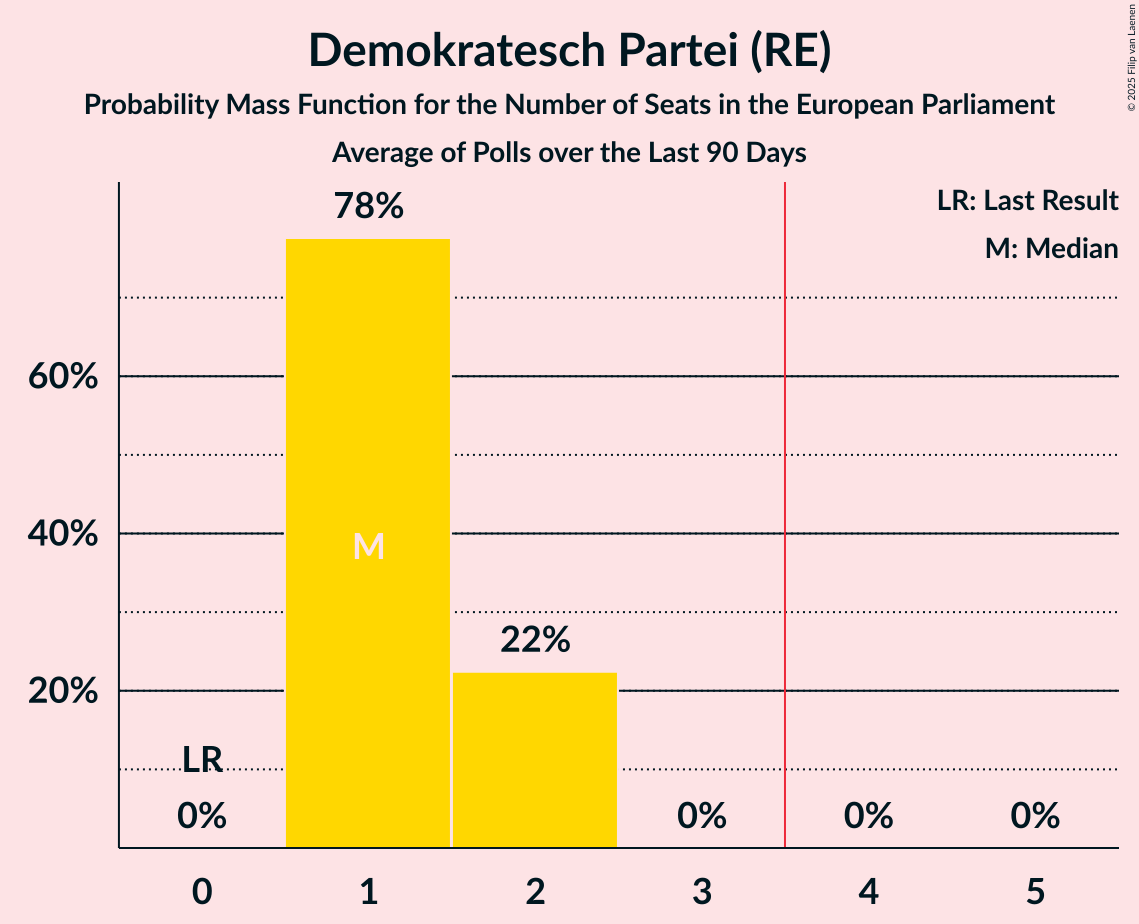 Demokratesch Partei (RE)
Probability Mass Function for the Number of Seats in the European Parliament
Average of Polls over the Last 90 Days
© 2025 Filip van Laenen
LR: Last Result
M: Median
78%
60%
40%
M
22%
20%
LR
0%
0%
0%
0%
0
1
2
3
4
5